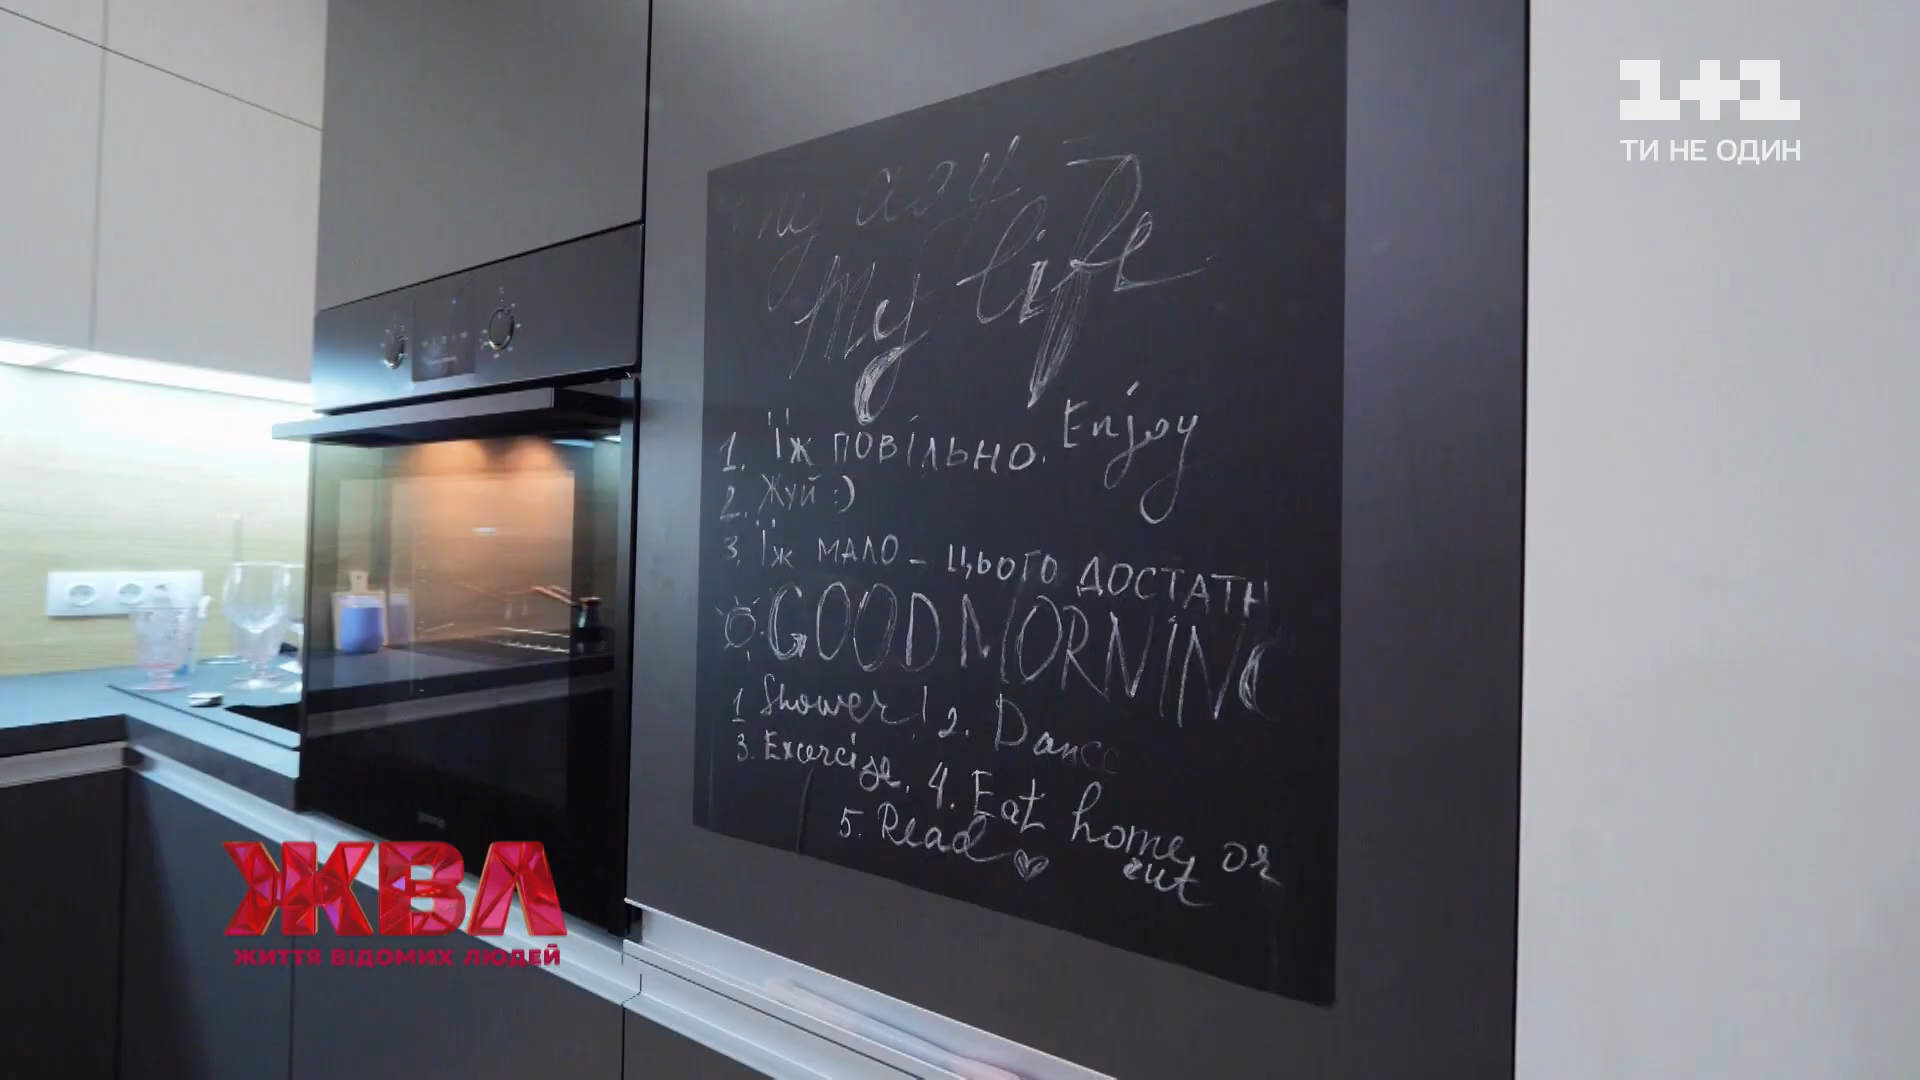 1+1
ТИ НЕ ОДИН
My life
1. Їж повільно. Enjoy
2. Жуй :)
3. Їж мало - цього достатн
GOOD MORNING
1 Shower! 2. Dance
3. Excercise. 4. Eat home or out
5. Read ♡
ЖВЛ
ЖИТТЯ ВІДОМИХ ЛЮДЕЙ